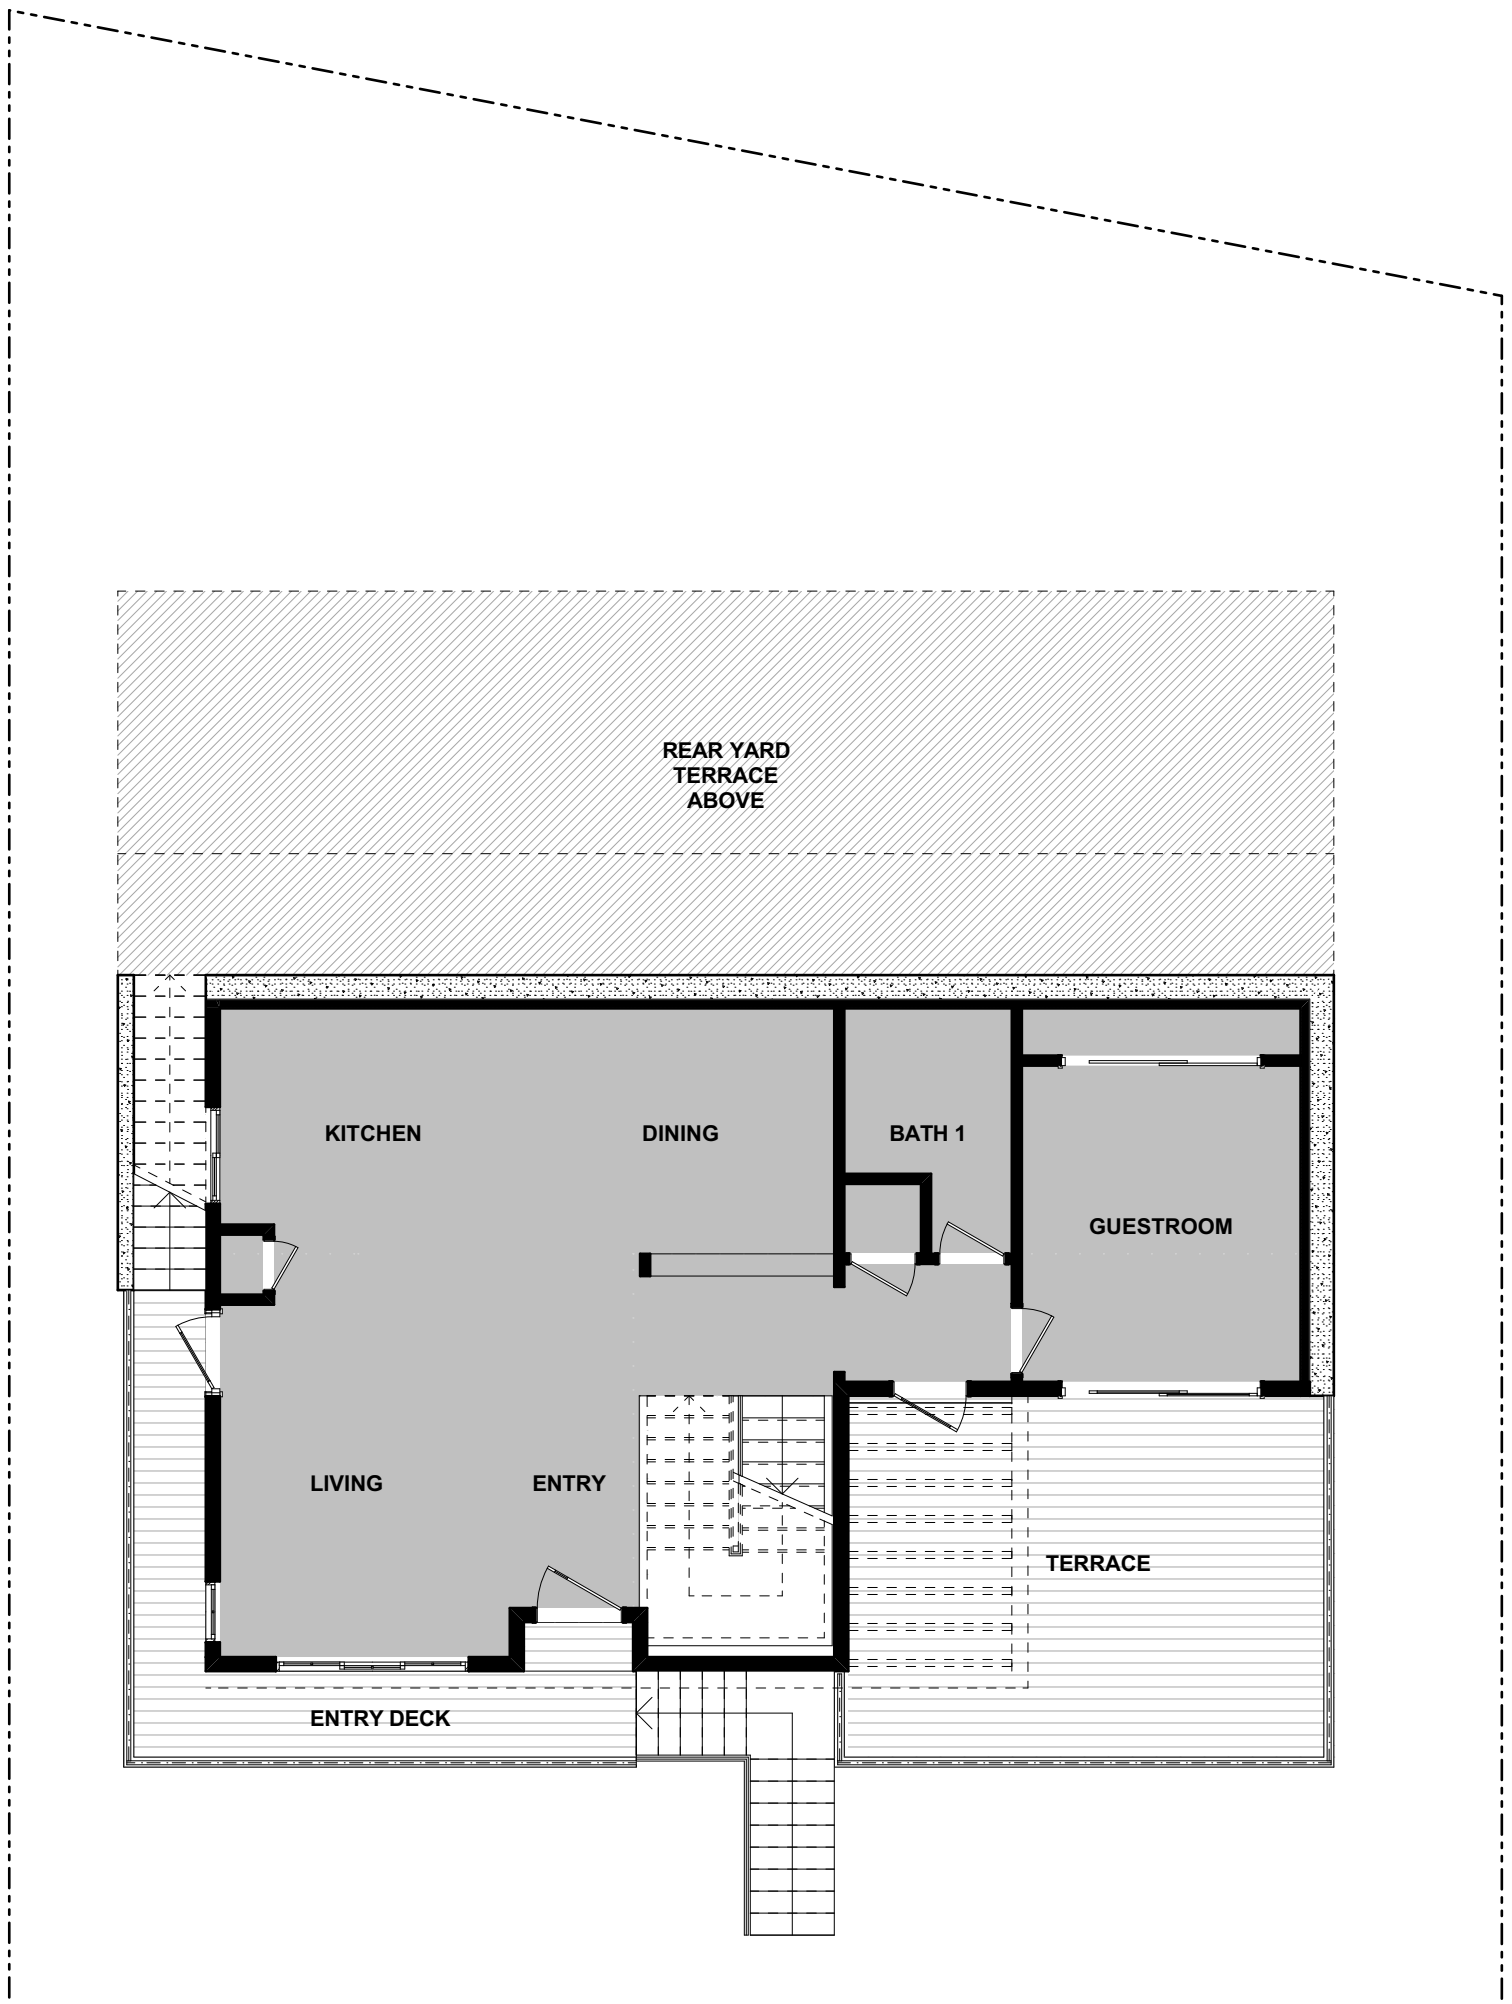 REAR YARD
TERRACE
ABOVE
KITCHEN
DINING
BATH 1
GUESTROOM
LIVING
ENTRY
TERRACE
ENTRY DECK